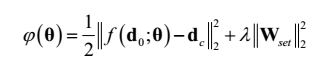 φ(θ) = 1/2 ‖f(d₀;θ) − d_c‖₂² + λ‖W_set‖₂²